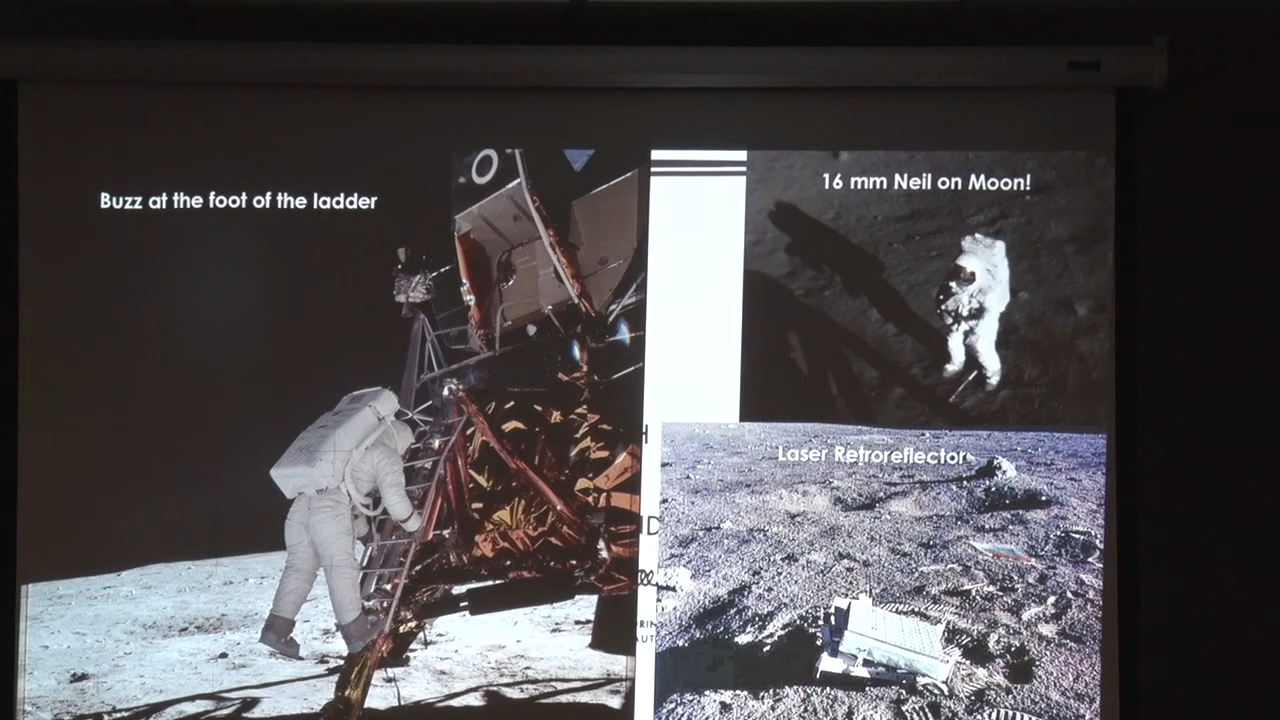 Buzz at the foot of the ladder
16 mm Neil on Moon!
Laser Retroreflector